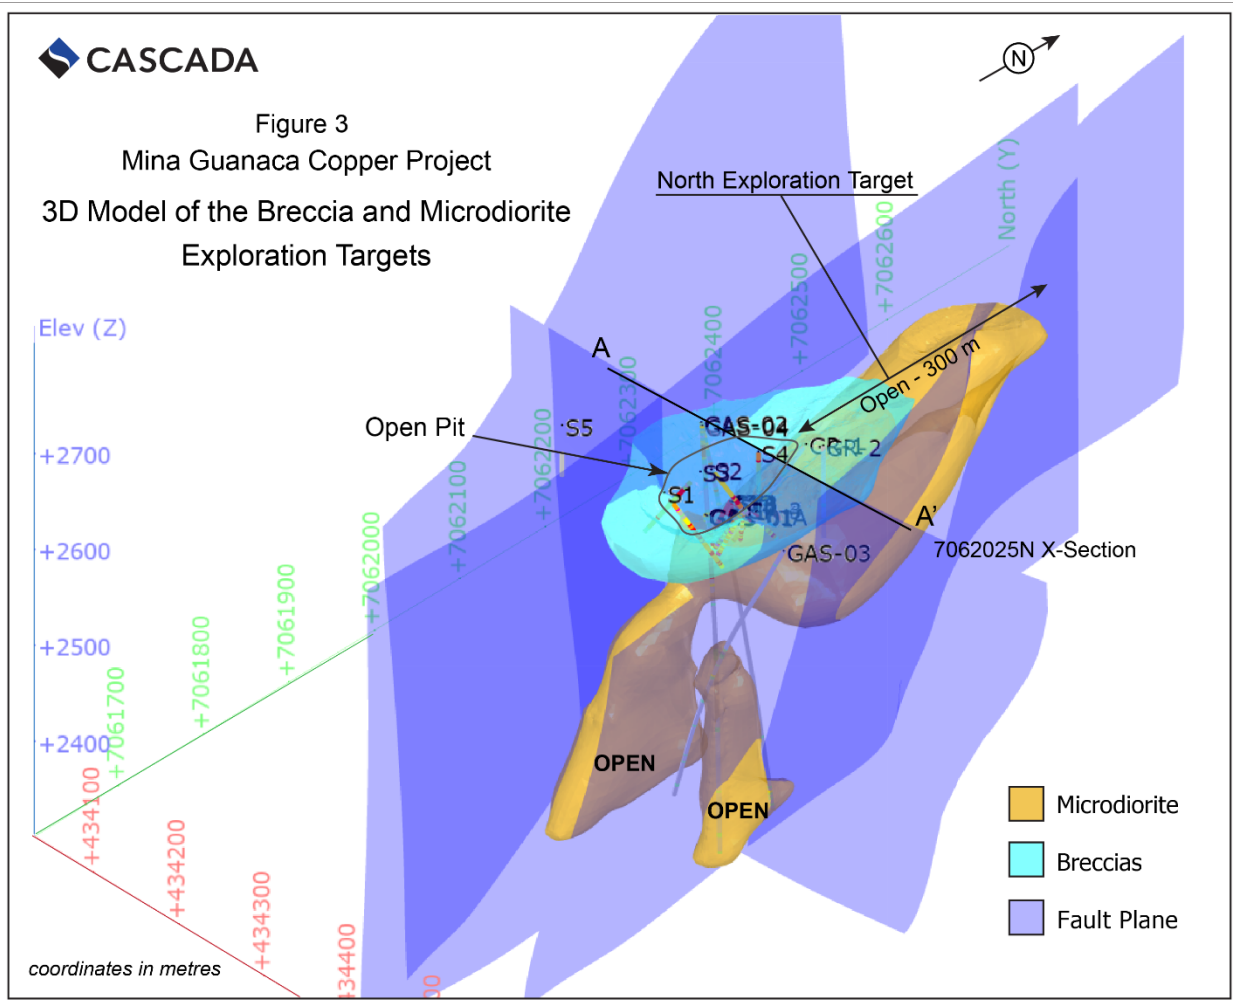 CASCADA
N
Figure 3
Mina Guanaca Copper Project
3D Model of the Breccia and Microdiorite
Exploration Targets
North Exploration Target
North (Y)
Elev (Z)
+7062600
+7062500
7062400
7062300
+7062200
+7062100
+7062000
+7061900
+7061800
+7061700
A
Open - 300 m
Open Pit
S5
GAS-02
S4
S2
S1
GAS-03
A’
7062025N X-Section
+2700
+2600
+2500
+2400
OPEN
OPEN
+434100
+434200
+434300
434400
00
Microdiorite
Breccias
Fault Plane
coordinates in metres